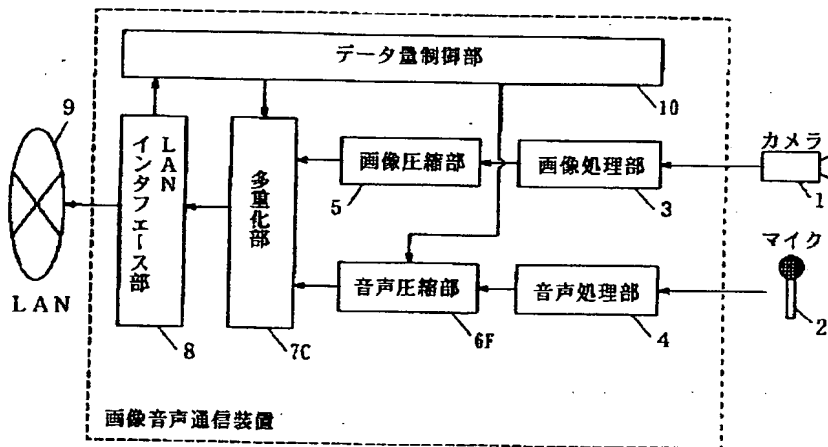 データ量制御部
10
9
LAN
インタフェース部
多重化部
画像圧縮部
画像処理部
カメラ
5
3
1
マイク
音声圧縮部
音声処理部
LAN
8
7C
6F
4
2
画像音声通信装置